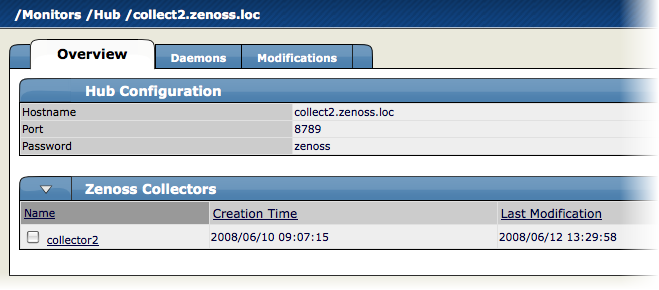 /Monitors /Hub /collect2.zenoss.loc
Overview Daemons Modifications
Hub Configuration
Hostname collect2.zenoss.loc
Port 8789
Password zenoss
Zenoss Collectors
Name Creation Time Last Modification
collector2 2008/06/10 09:07:15 2008/06/12 13:29:58